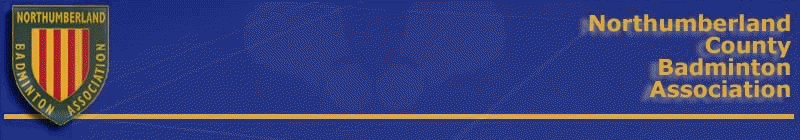 NORTHUMBERLAND
BADMINTON ASSOCIATION
Northumberland
County
Badminton
Association